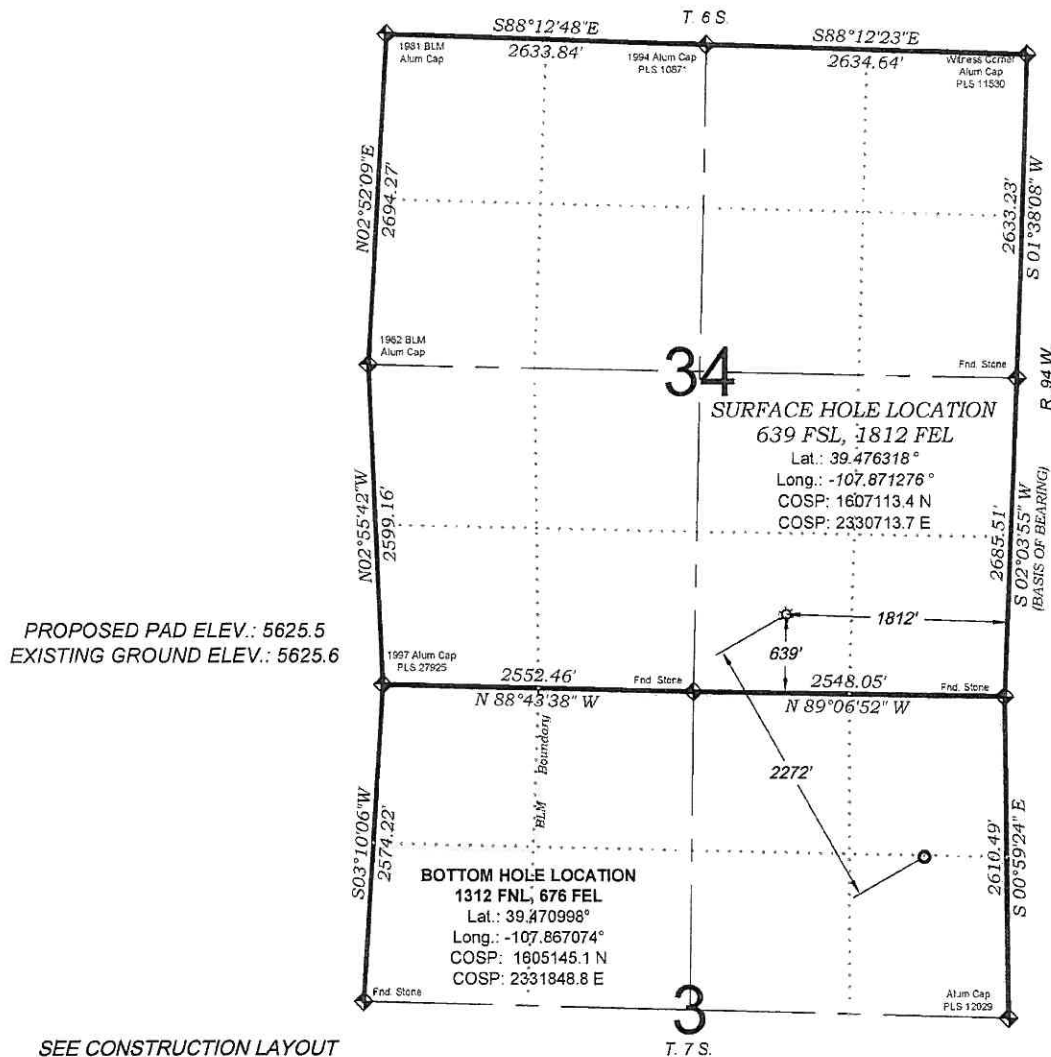 T. 6 S.
S88°12'48"E
S88°12'23"E
1981 BLM
Alum Cap
2633.84'
1994 Alum Cap
PLS 10871
2634.64'
Witness Corner
Alum Cap
PLS 11530
N02°52'09"E
2694.27'
2633.23'
S 01°38'08" W
1962 BLM
Alum Cap
34
Fnd. Stone
R. 94 W.
SURFACE HOLE LOCATION
639 FSL, 1812 FEL
Lat.: 39.476318°
Long.: -107.871276°
COSP: 1607113.4 N
COSP: 2330713.7 E
N02°55'42"W
2599.16'
2685.51'
S 02°03'55" W
(BASIS OF BEARING)
PROPOSED PAD ELEV.: 5625.5
EXISTING GROUND ELEV.: 5625.6
1812'
639'
1997 Alum Cap
PLS 27925
2552.46'
Fnd. Stone
2548.05'
Fnd. Stone
N 88°43'38" W
N 89°06'52" W
BLM Boundary
2272'
S03°10'06"W
2574.22'
2610.49'
S 00°59'24" E
BOTTOM HOLE LOCATION
1312 FNL, 676 FEL
Lat.: 39.470998°
Long.: -107.867074°
COSP: 1605145.1 N
COSP: 2331848.8 E
Fnd. Stone
3
Alum Cap
PLS 12029
SEE CONSTRUCTION LAYOUT
T. 7 S.